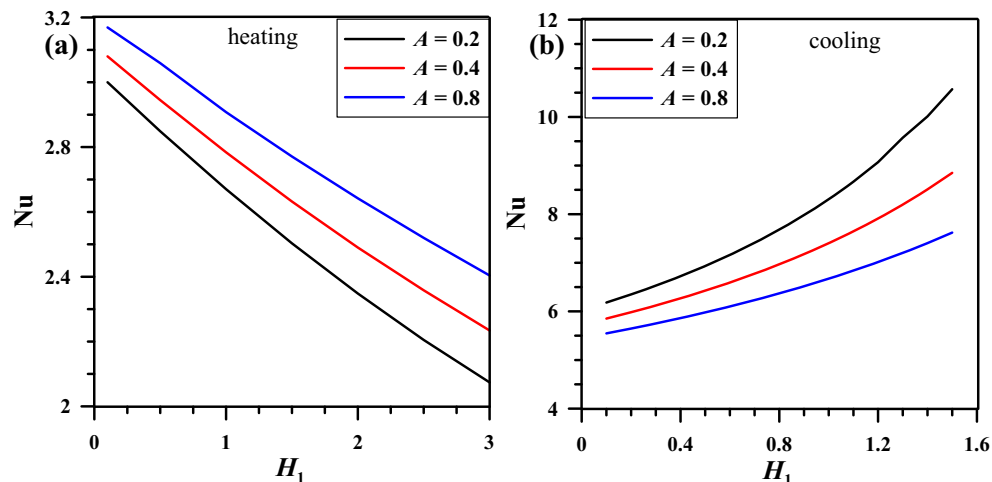 (a)
heating
A = 0.2
A = 0.4
A = 0.8
3.2
2.8
2.4
2
Nu
0
1
2
3
H₁
(b)
cooling
A = 0.2
A = 0.4
A = 0.8
12
10
8
6
4
Nu
0
0.4
0.8
1.2
1.6
H₁